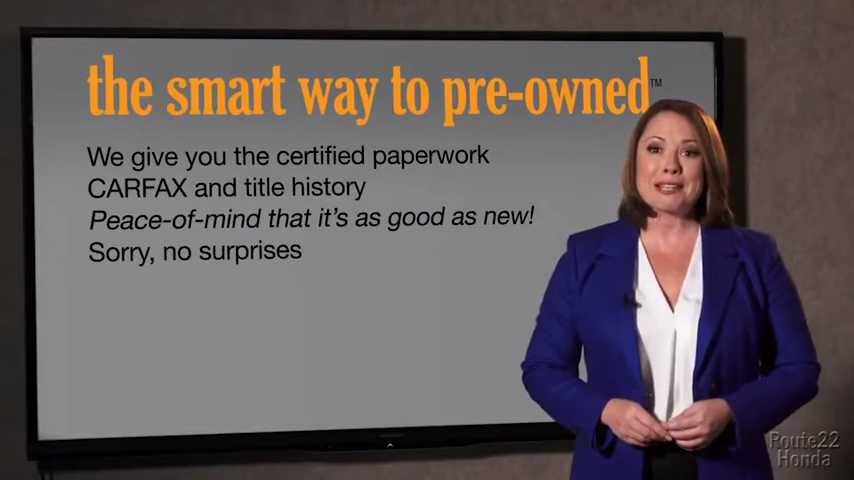 the smart way to pre-owned™
We give you the certified paperwork
CARFAX and title history
Peace-of-mind that it's as good as new!
Sorry, no surprises
Route22
Honda